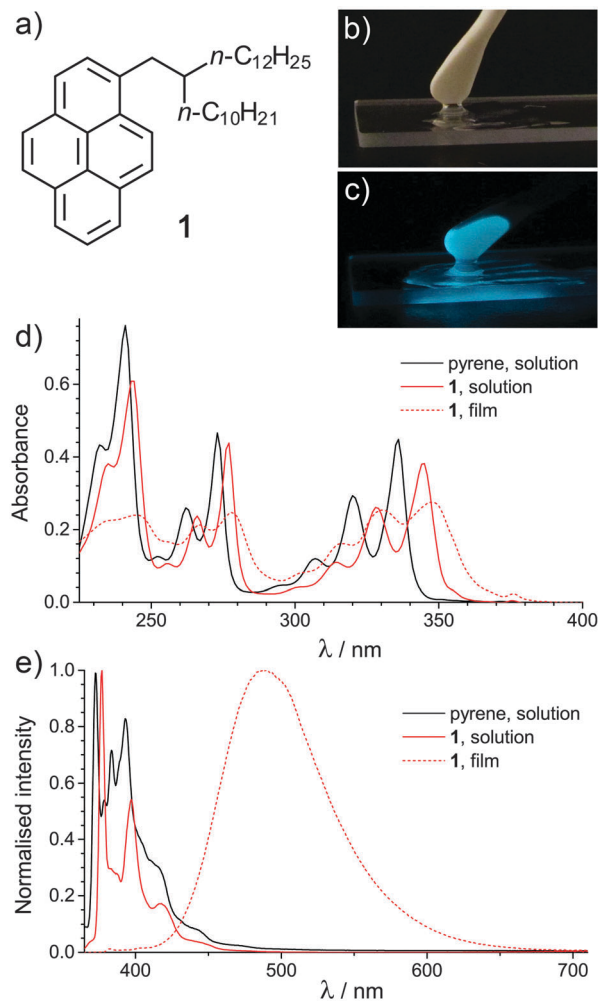 a)
n-C₁₂H₂₅
n-C₁₀H₂₁
1
b)
c)
d)
Absorbance
0.6
0.4
0.2
0.0
pyrene, solution
1, solution
1, film
250
300
350
400
λ / nm
e)
Normalised intensity
1.0
0.8
0.6
0.4
0.2
0.0
pyrene, solution
1, solution
1, film
400
500
600
700
λ / nm